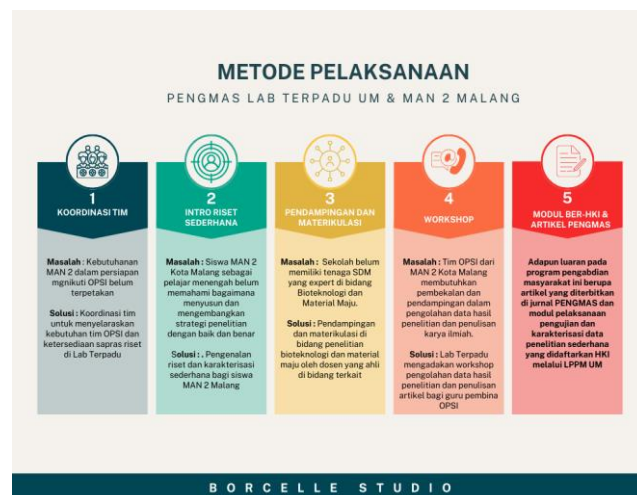 METODE PELAKSANAAN
PENGMAS LAB TERPADU UM & MAN 2 MALANG
1
KOORDINASI TIM
Masalah : Kebutuhanan
MAN 2 dalam persiapan
mgnikuti OPSI belum
terpetakan
Solusi : Koordinasi tim
untuk menyelaraskan
kebutuhan tim OPSI dan
ketersediaan sapras riset
di Lab Terpadu
2
INTRO RISET
SEDERHANA
Masalah : Siswa MAN 2
Kota Malang sebagai
pelajar menengah belum
memahami bagaimana
menyusun dan
mengembangkan
strategi penelitian
dengan baik dan benar
Solusi : . Pengenalan
riset dan karakterisasi
sederhana bagi siswa
MAN 2 Malang
3
PENDAMPINGAN DAN
MATERIKULASI
Masalah : Sekolah belum
memiliki tenaga SDM
yang expert di bidang
Bioteknologi dan
Material Maju.
Solusi : Pendampingan
dan materikulasi di
bidang penelitian
bioteknologi dan material
maju oleh dosen yang ahli
di bidang terkait
4
WORKSHOP
Masalah : Tim OPSI dari
MAN 2 Kota Malang
membutuhkan
pembekalan dan
pendampingan dalam
pengolahan data hasil
penelitian dan penulisan
karya ilmiah.
Solusi : Lab Terpadu
mengadakan workshop
pengolahan data hasil
penelitian dan penulisan
artikel bagi guru pembina
OPSI
5
MODUL BER-HKI &
ARTIKEL PENGMAS
Adapun luaran pada
program pengabdian
masyarakat ini berupa
artikel yang diterbitkan
di jurnal PENGMAS dan
modul pelaksanaan
pengujian dan
karakterisasi data
penelitian sederhana
yang didaftarkan HKI
melalui LPPM UM
BORCELLE STUDIO